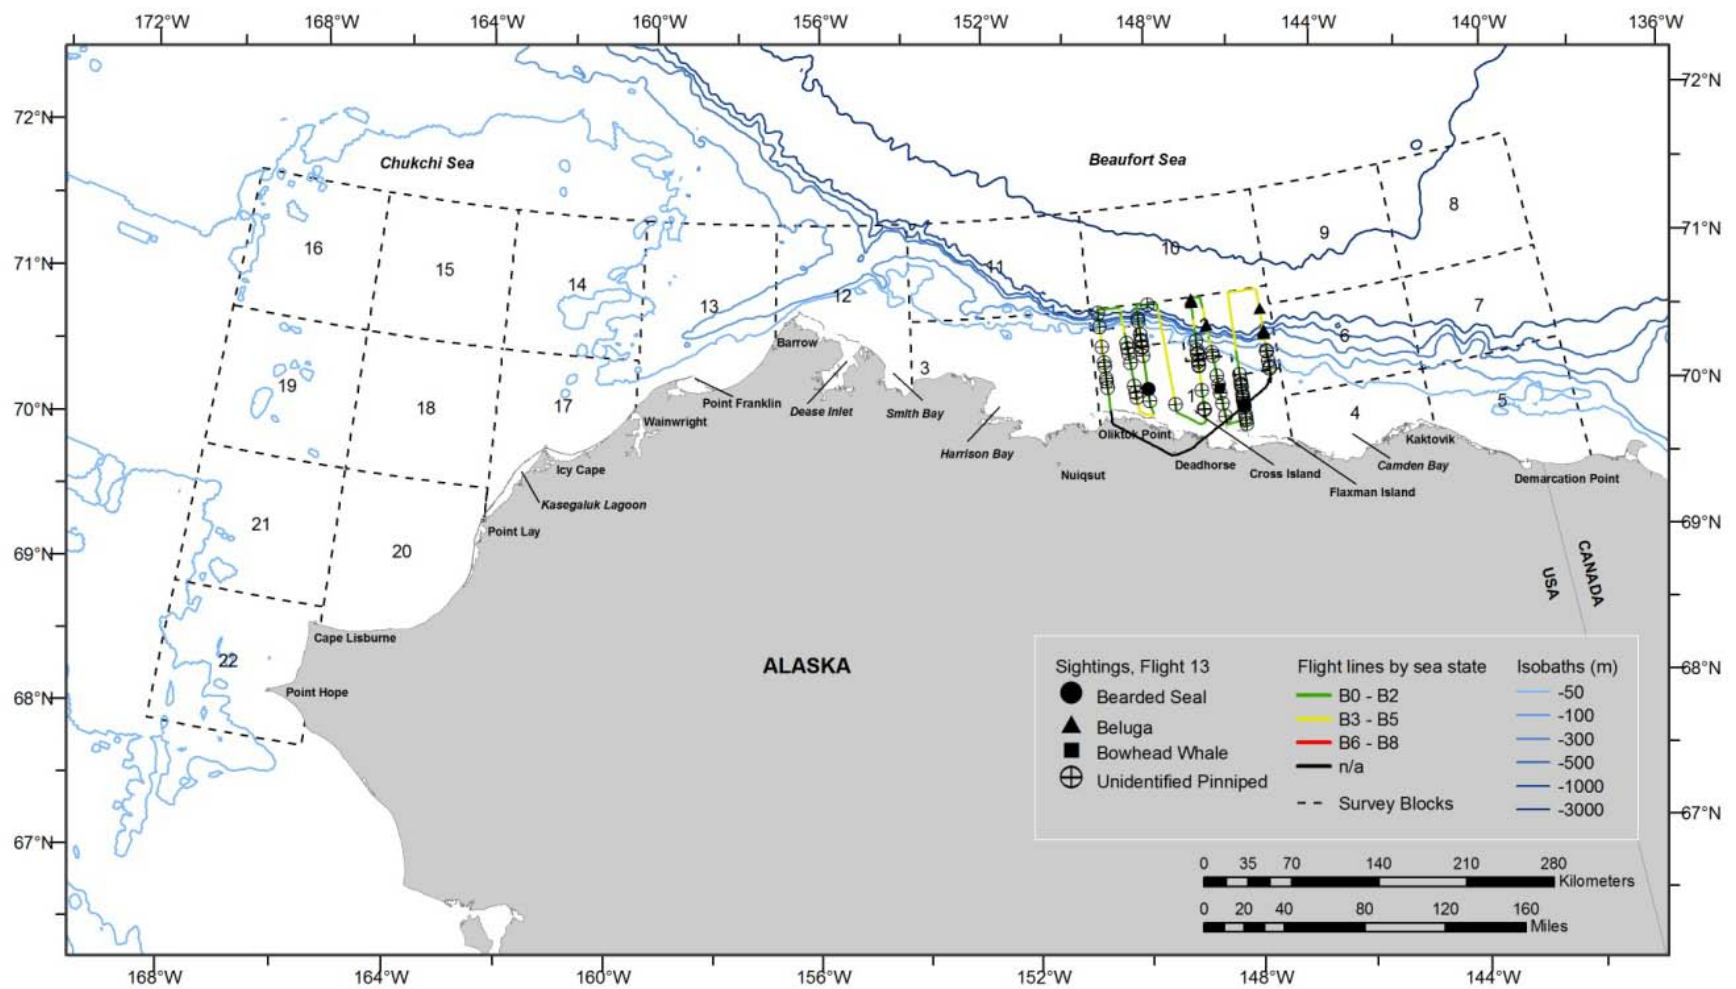 172°W 168°W 164°W 160°W 156°W 152°W 148°W 144°W 140°W 136°W
72°N 72°N
Chukchi Sea Beaufort Sea
8
9
16 10 71°N
71°N 15 11
14
13 12 7
6
Barrow 70°N
3
19 Point Franklin
18 17 Dease Inlet Smith Bay 1 4 5
70°N
Wainwright
Harrison Bay Oliktok Point Kaktovik
Icy Cape Nuiqsut Deadhorse Cross Island Camden Bay
Demarcation Point
Kasegaluk Lagoon Flaxman Island
21 Point Lay 69°N
69°N 20
USA CANADA
Cape Lisburne
22 ALASKA 68°N
68°N Point Hope
Sightings, Flight 13
Bearded Seal
Beluga
Bowhead Whale
Unidentified Pinniped
Flight lines by sea state
B0 - B2
B3 - B5
B6 - B8
n/a
Survey Blocks
Isobaths (m)
-50
-100
-300
-500
-1000
-3000
67°N 67°N
0 35 70 140 210 280
Kilometers
0 20 40 80 120 160
Miles
168°W 164°W 160°W 156°W 152°W 148°W 144°W